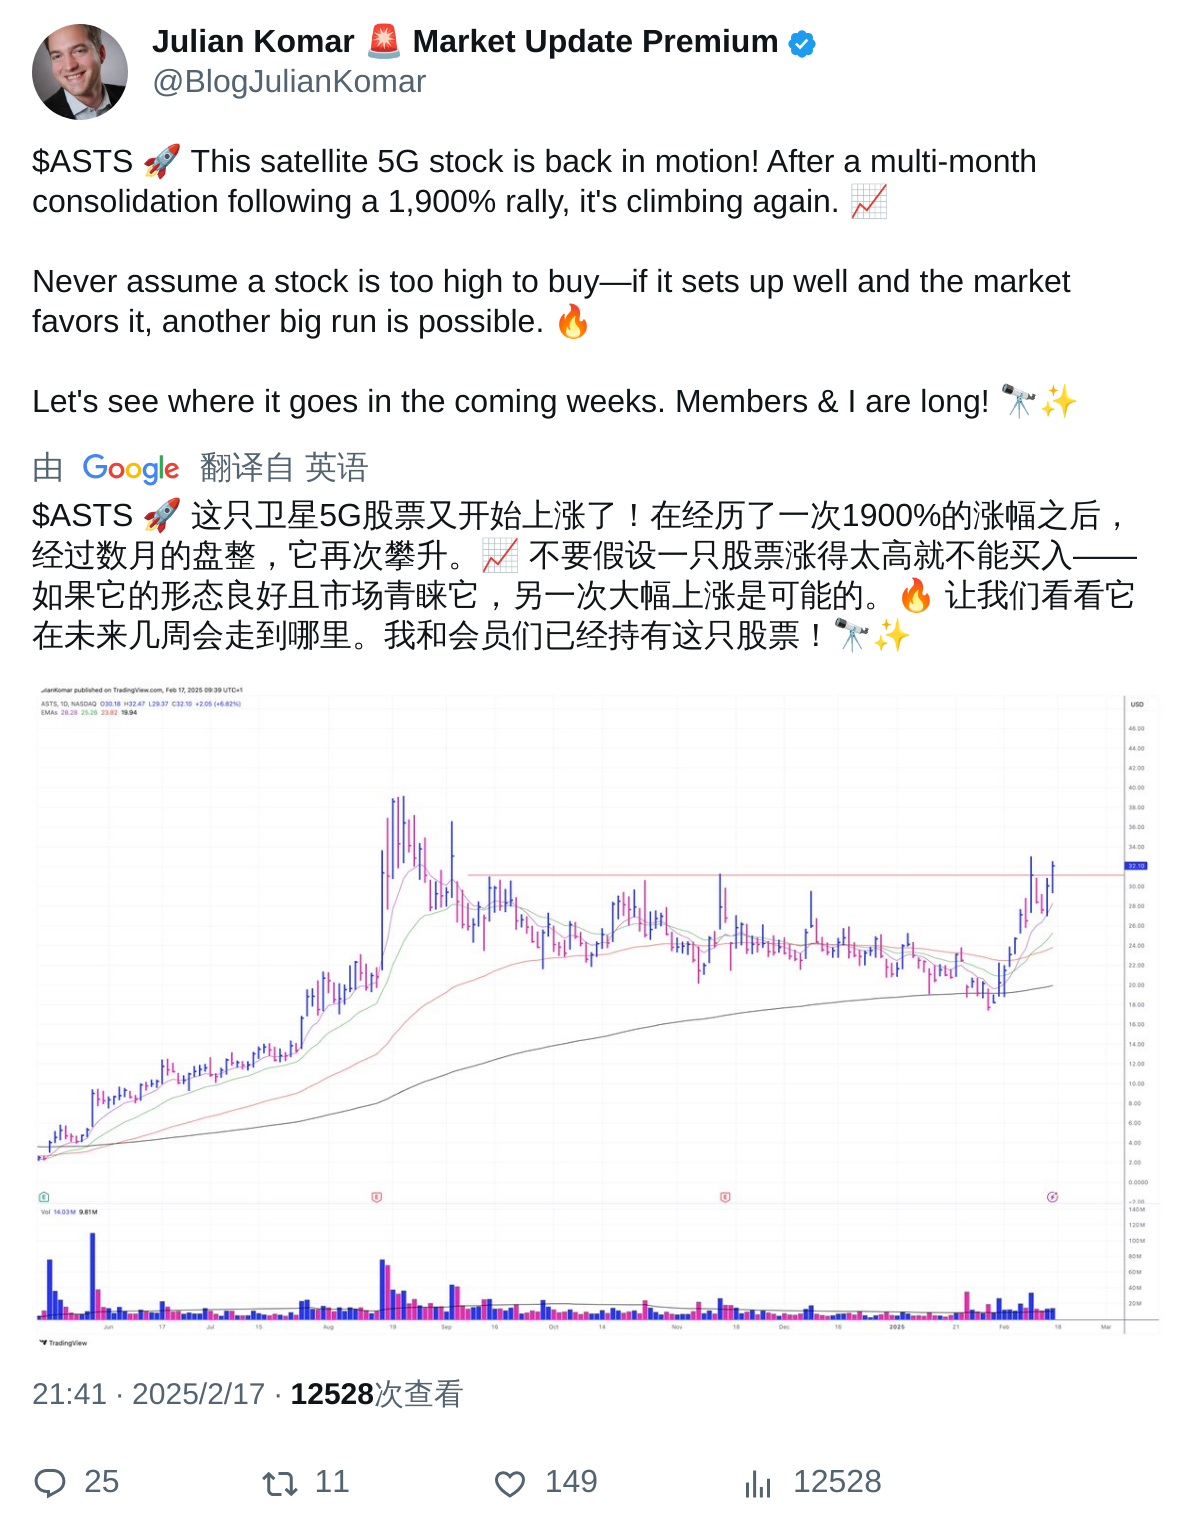 Julian Komar 🚨 Market Update Premium
@BlogJulianKomar
$ASTS 🚀 This satellite 5G stock is back in motion! After a multi-month
consolidation following a 1,900% rally, it's climbing again. 📈
Never assume a stock is too high to buy—if it sets up well and the market
favors it, another big run is possible. 🔥
Let's see where it goes in the coming weeks. Members & I are long! 🔭✨
由 Google 翻译自 英语
$ASTS 🚀 这只卫星5G股票又开始上涨了！在经历了一次1900%的涨幅之后，
经过数月的盘整，它再次攀升。📈 不要假设一只股票涨得太高就不能买入——
如果它的形态良好且市场青睐它，另一次大幅上涨是可能的。🔥 让我们看看它
在未来几周会走到哪里。我和会员们已经持有这只股票！🔭✨
JulianKomar published on TradingView.com, Feb 17, 2025 09:39 UTC+1
ASTS, 1D, NASDAQ O30.18 H32.47 L29.37 C32.10 +2.05 (+6.82%)
EMAs 28.28 25.26 23.82 19.94
USD
46.00
44.00
42.00
40.00
38.00
36.00
34.00
32.10
30.00
28.00
26.00
24.00
22.00
20.00
18.00
16.00
14.00
12.00
10.00
8.00
6.00
4.00
2.00
0.0000
-2.00
Vol 14.03M 9.81M
140M
120M
100M
80M
60M
40M
20M
Jun 17 Jul 15 Aug 19 Sep 16 Oct 14 Nov 18 Dec 16 2025 21 Feb 18 Mar
TradingView
21:41 · 2025/2/17 · 12528次查看
25 11 149 12528